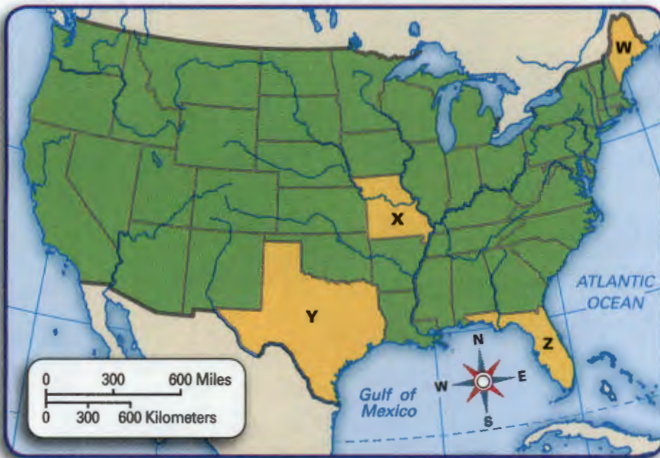 W
X
Y
Z
ATLANTIC
OCEAN
N
W E
S
Gulf of
Mexico
0 300 600 Miles
0 300 600 Kilometers